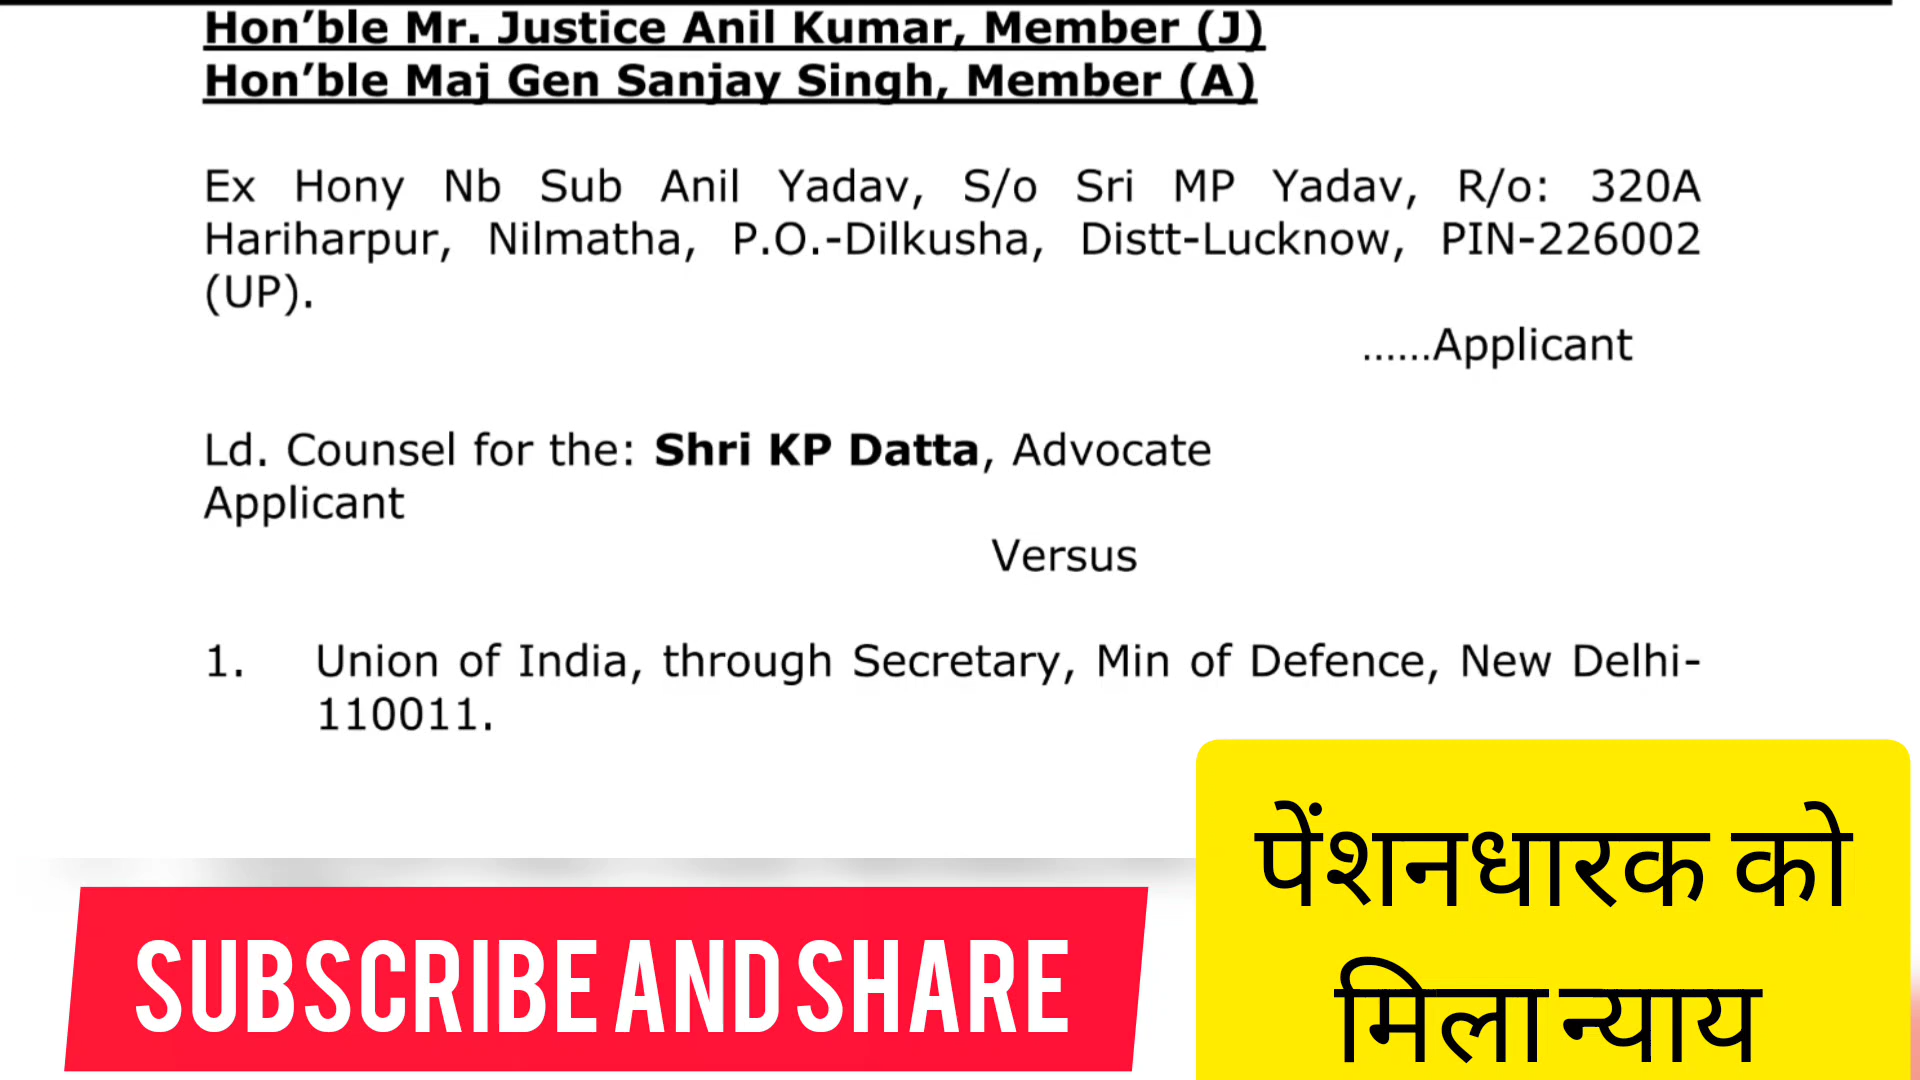 Hon’ble Mr. Justice Anil Kumar, Member (J)
Hon’ble Maj Gen Sanjay Singh, Member (A)
Ex Hony Nb Sub Anil Yadav, S/o Sri MP Yadav, R/o: 320A
Hariharpur, Nilmatha, P.O.-Dilkusha, Distt-Lucknow, PIN-226002
(UP).
......Applicant
Ld. Counsel for the: Shri KP Datta, Advocate
Applicant
Versus
1. Union of India, through Secretary, Min of Defence, New Delhi-
110011.
SUBSCRIBE AND SHARE
पेंशनधारक को
मिला न्याय